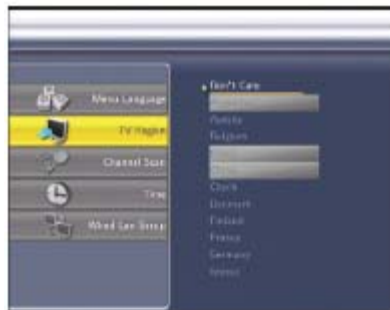 Menu Language
TV Region
Channel Scan
Time
Wired Lan Setup
Don't Care
Austria
Belgium
Czech
Denmark
Finland
France
Germany
Greece